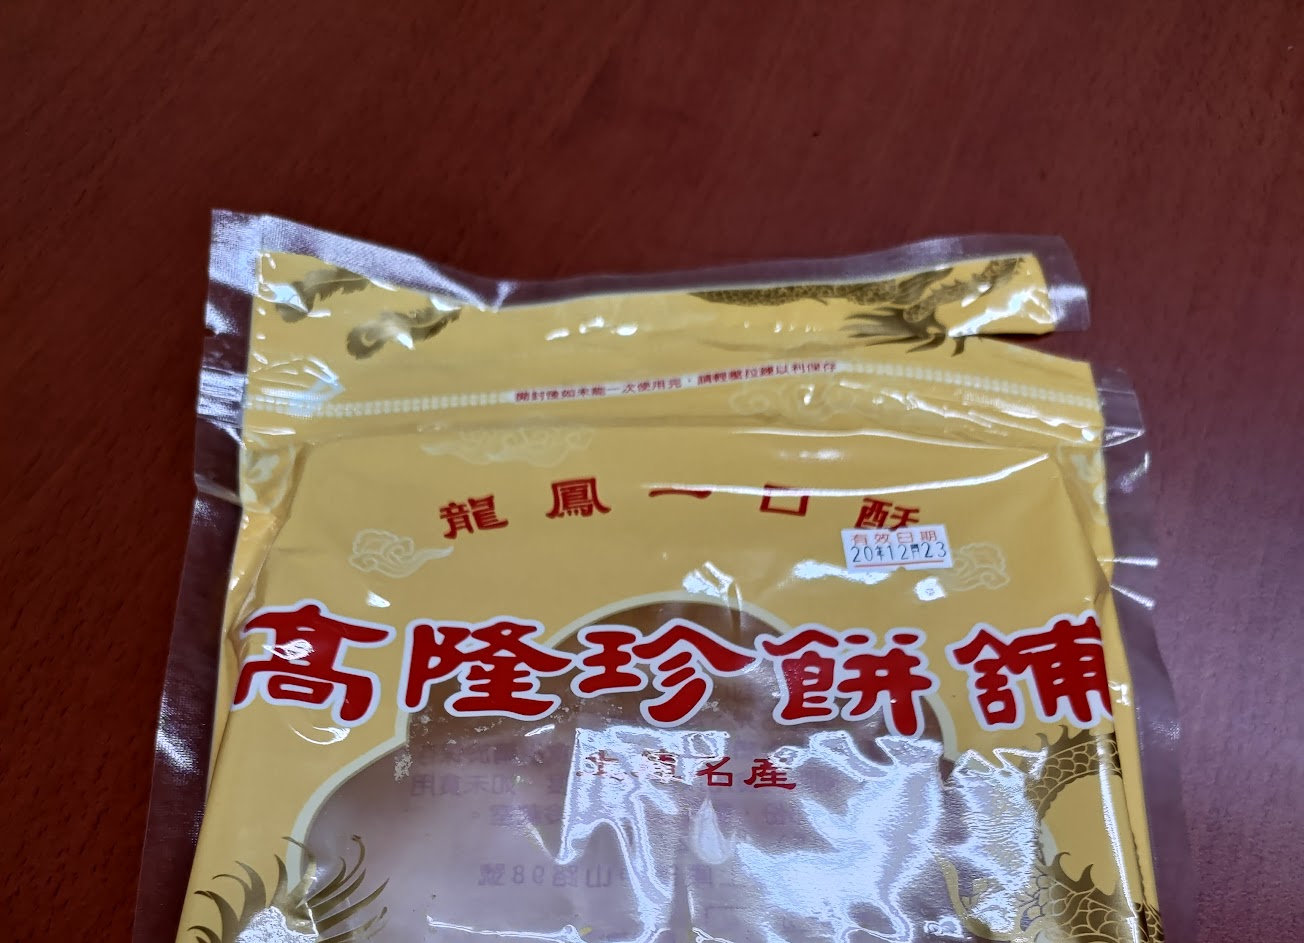 開封後如未能一次使用完，請輕壓拉鍊以利保存
龍鳳一口酥
有效日期
20年12月23
高隆珍餅舖
名產